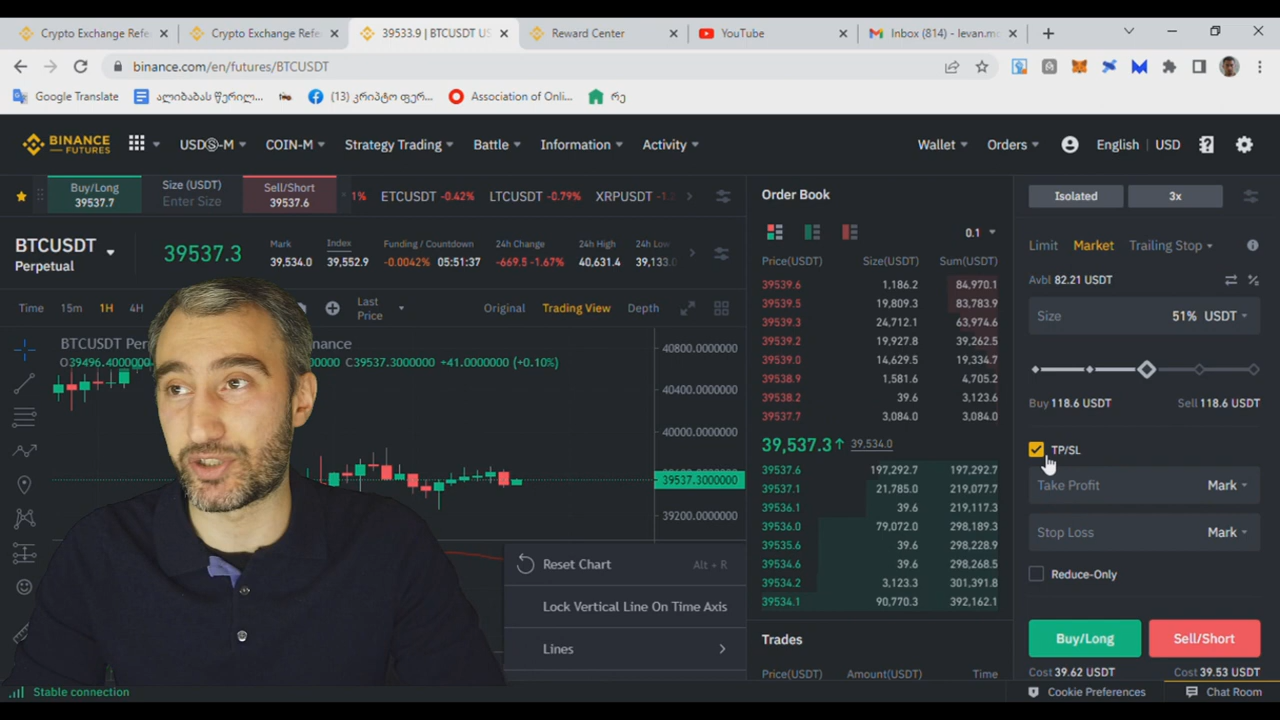 Crypto Exchange Refe
Crypto Exchange Refe
39533.9 | BTCUSDT US
Reward Center
YouTube
Inbox (814) - levan.mc
binance.com/en/futures/BTCUSDT
Google Translate
ალიბაბას წერილ...
(13) კრიპტო ფერ...
Association of Onli...
რე
BINANCE
FUTURES
USDⓈ-M
COIN-M
Strategy Trading
Battle
Information
Activity
Wallet
Orders
English
USD
Buy/Long
39537.7
Size (USDT)
Enter Size
Sell/Short
39537.6
1%
ETCUSDT -0.42%
LTCUSDT -0.79%
XRPUSDT
BTCUSDT
Perpetual
39537.3
Mark
39,534.0
Index
39,552.9
Funding / Countdown
-0.0042% 05:51:37
24h Change
-669.5 -1.67%
24h High
40,631.4
24h Low
39,133.0
Time
15m
1H
4H
Last
Price
Original
Trading View
Depth
BTCUSDT Pe
nance
O39496.4000
0000 C39537.3000000 +41.0000000 (+0.10%)
40800.0000000
40400.0000000
40000.0000000
39537.3000000
39200.0000000
Reset Chart
Alt + R
Lock Vertical Line On Time Axis
Lines
Stable connection
Order Book
0.1
Price(USDT) Size(USDT) Sum(USDT)
39539.6 1,186.2 84,970.1
39539.5 19,809.3 83,783.9
39539.3 24,712.1 63,974.6
39539.2 19,927.8 39,262.5
39539.0 14,629.5 19,334.7
39538.9 1,581.6 4,705.2
39538.2 39.6 3,123.6
39537.7 3,084.0 3,084.0
39,537.3↑ 39,534.0
39537.6 197,292.7 197,292.7
39537.1 21,785.0 219,077.7
39536.1 39.6 219,117.3
39536.0 79,072.0 298,189.3
39535.6 39.6 298,228.9
39534.6 39.6 298,268.5
39534.2 3,123.3 301,391.8
39534.1 90,770.3 392,162.1
Trades
Price(USDT) Amount(USDT) Time
Isolated
3x
Limit
Market
Trailing Stop
Avbl 82.21 USDT
Size
51% USDT
Buy 118.6 USDT
Sell 118.6 USDT
TP/SL
Take Profit
Mark
Stop Loss
Mark
Reduce-Only
Buy/Long
Sell/Short
Cost 39.62 USDT
Cost 39.53 USDT
Cookie Preferences
Chat Room